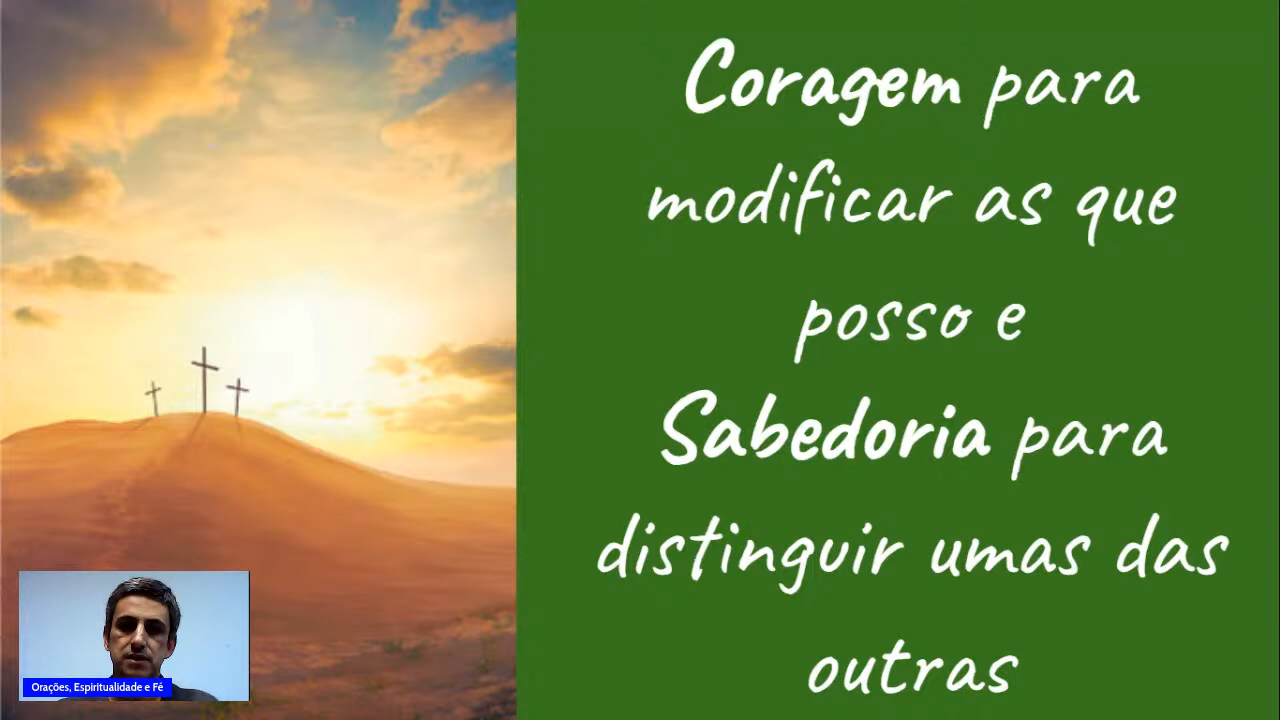 Coragem para
modificar as que
posso e
Sabedoria para
distinguir umas das
outras
Orações, Espiritualidade e Fé